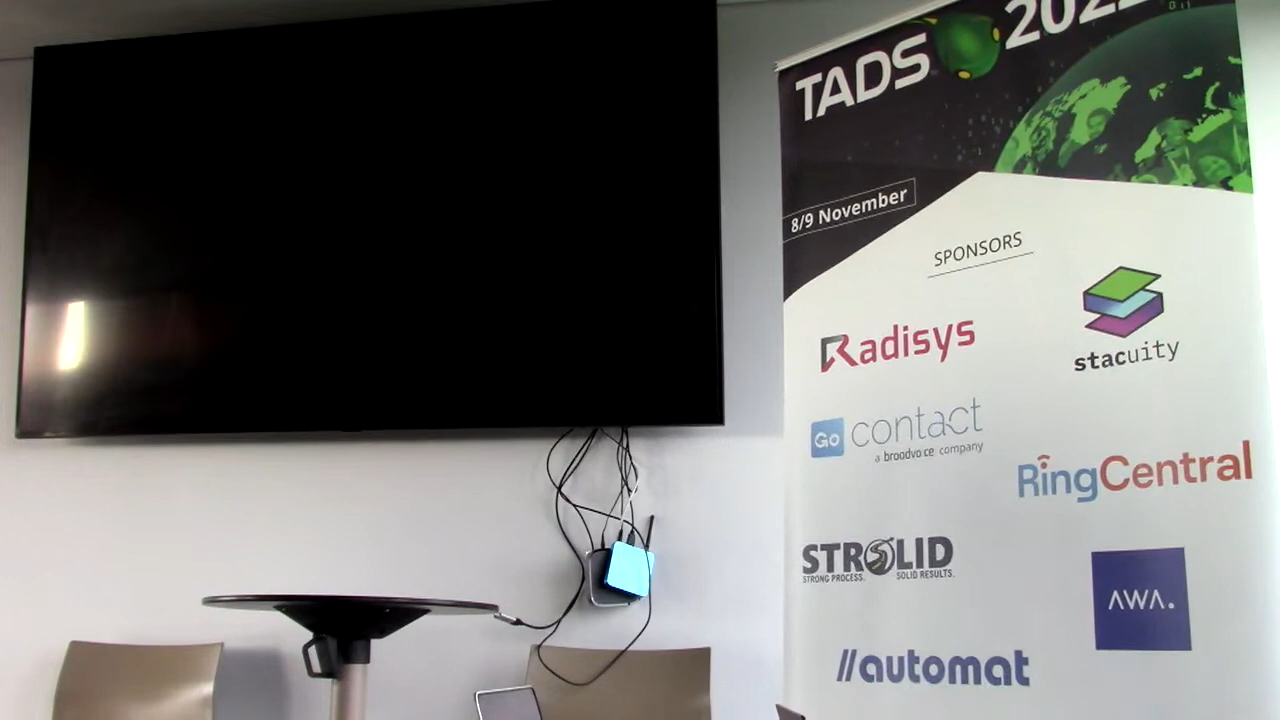 TADS 2022
8/9 November
SPONSORS
Radisys
stacuity
Go contact
a broadvoice company
RingCentral
STROLID
STRONG PROCESS. SOLID RESULTS.
AWA.
//automat